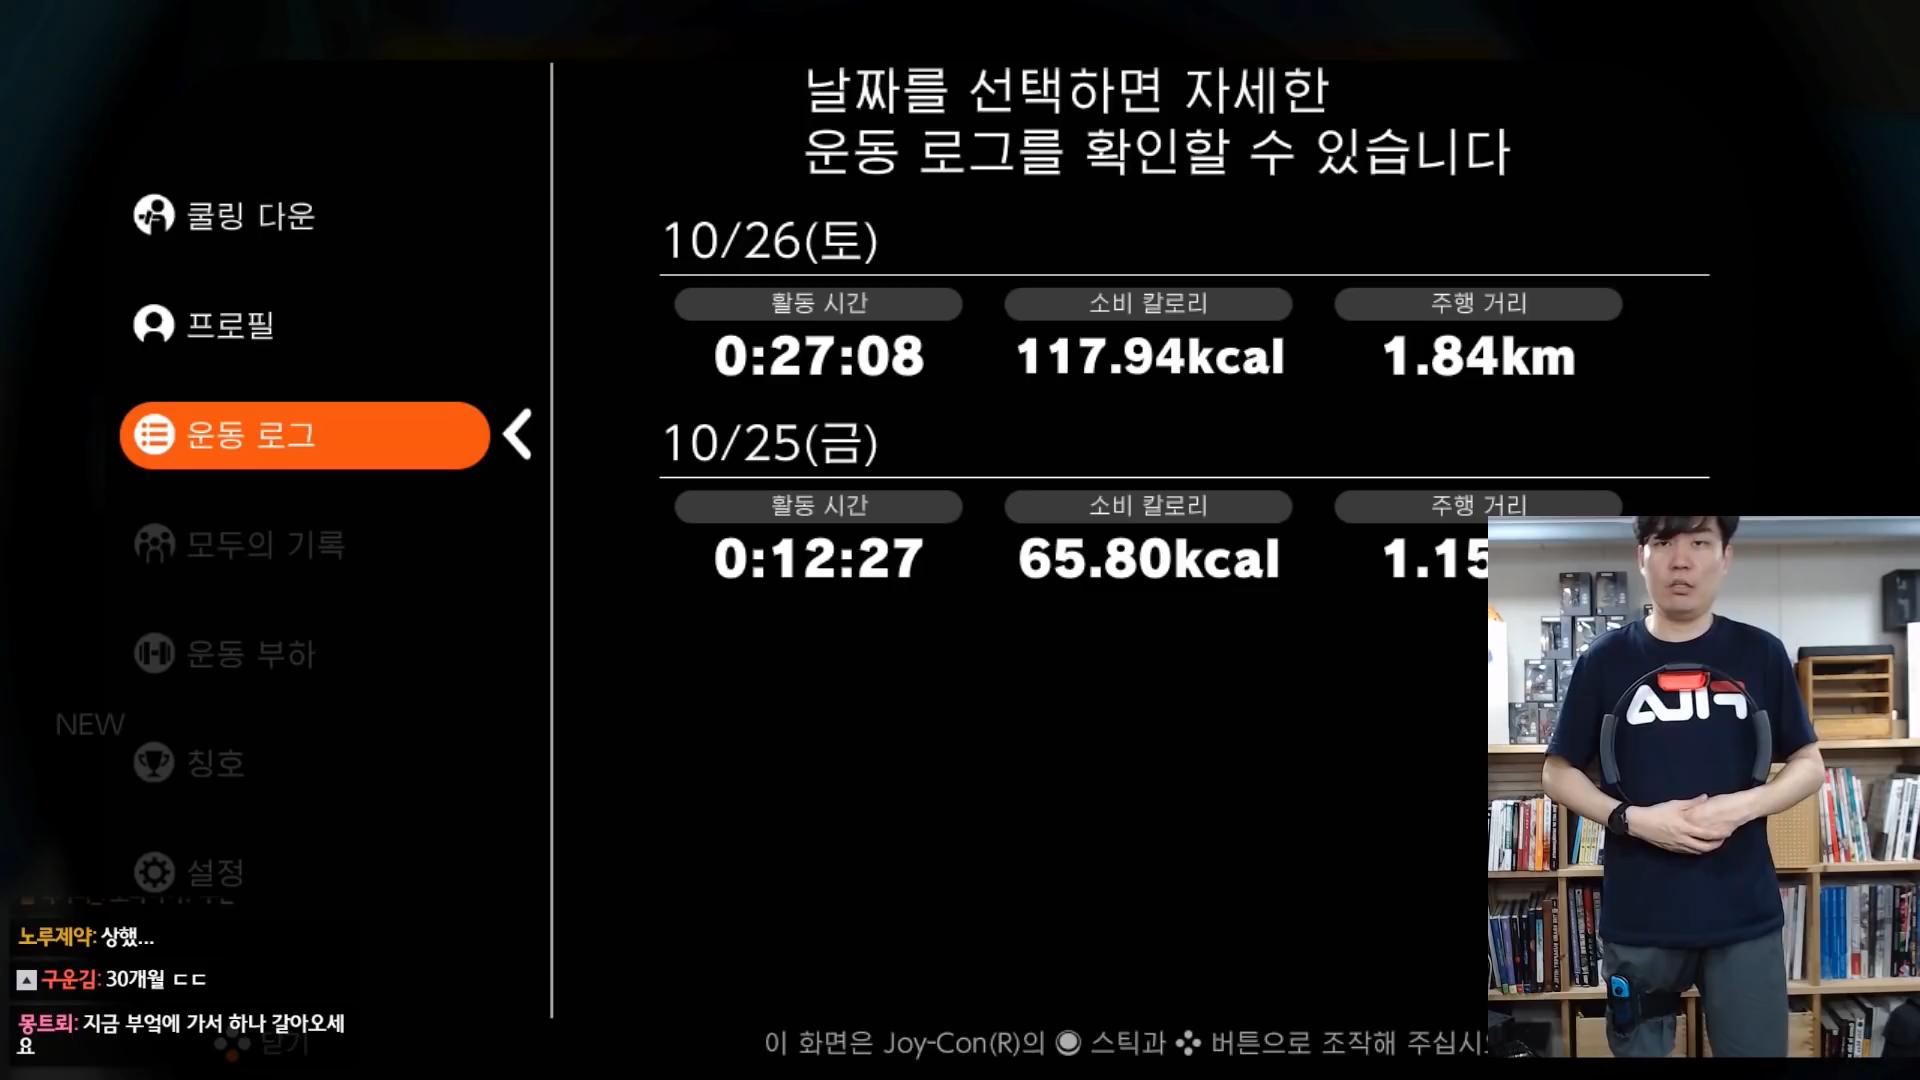 날짜를 선택하면 자세한
운동 로그를 확인할 수 있습니다
쿨링 다운
프로필
운동 로그
모두의 기록
운동 부하
NEW
칭호
설정
10/26(토)
활동 시간 소비 칼로리 주행 거리
0:27:08 117.94kcal 1.84km
10/25(금)
활동 시간 소비 칼로리 주행 거리
0:12:27 65.80kcal 1.15
FILA
노루제약: 상했...
구운김: 30개월 ㄷㄷ
몽트뢰: 지금 부엌에 가서 하나 갈아오세
요
닫기
이 화면은 Joy-Con(R)의 스틱과 버튼으로 조작해 주십시